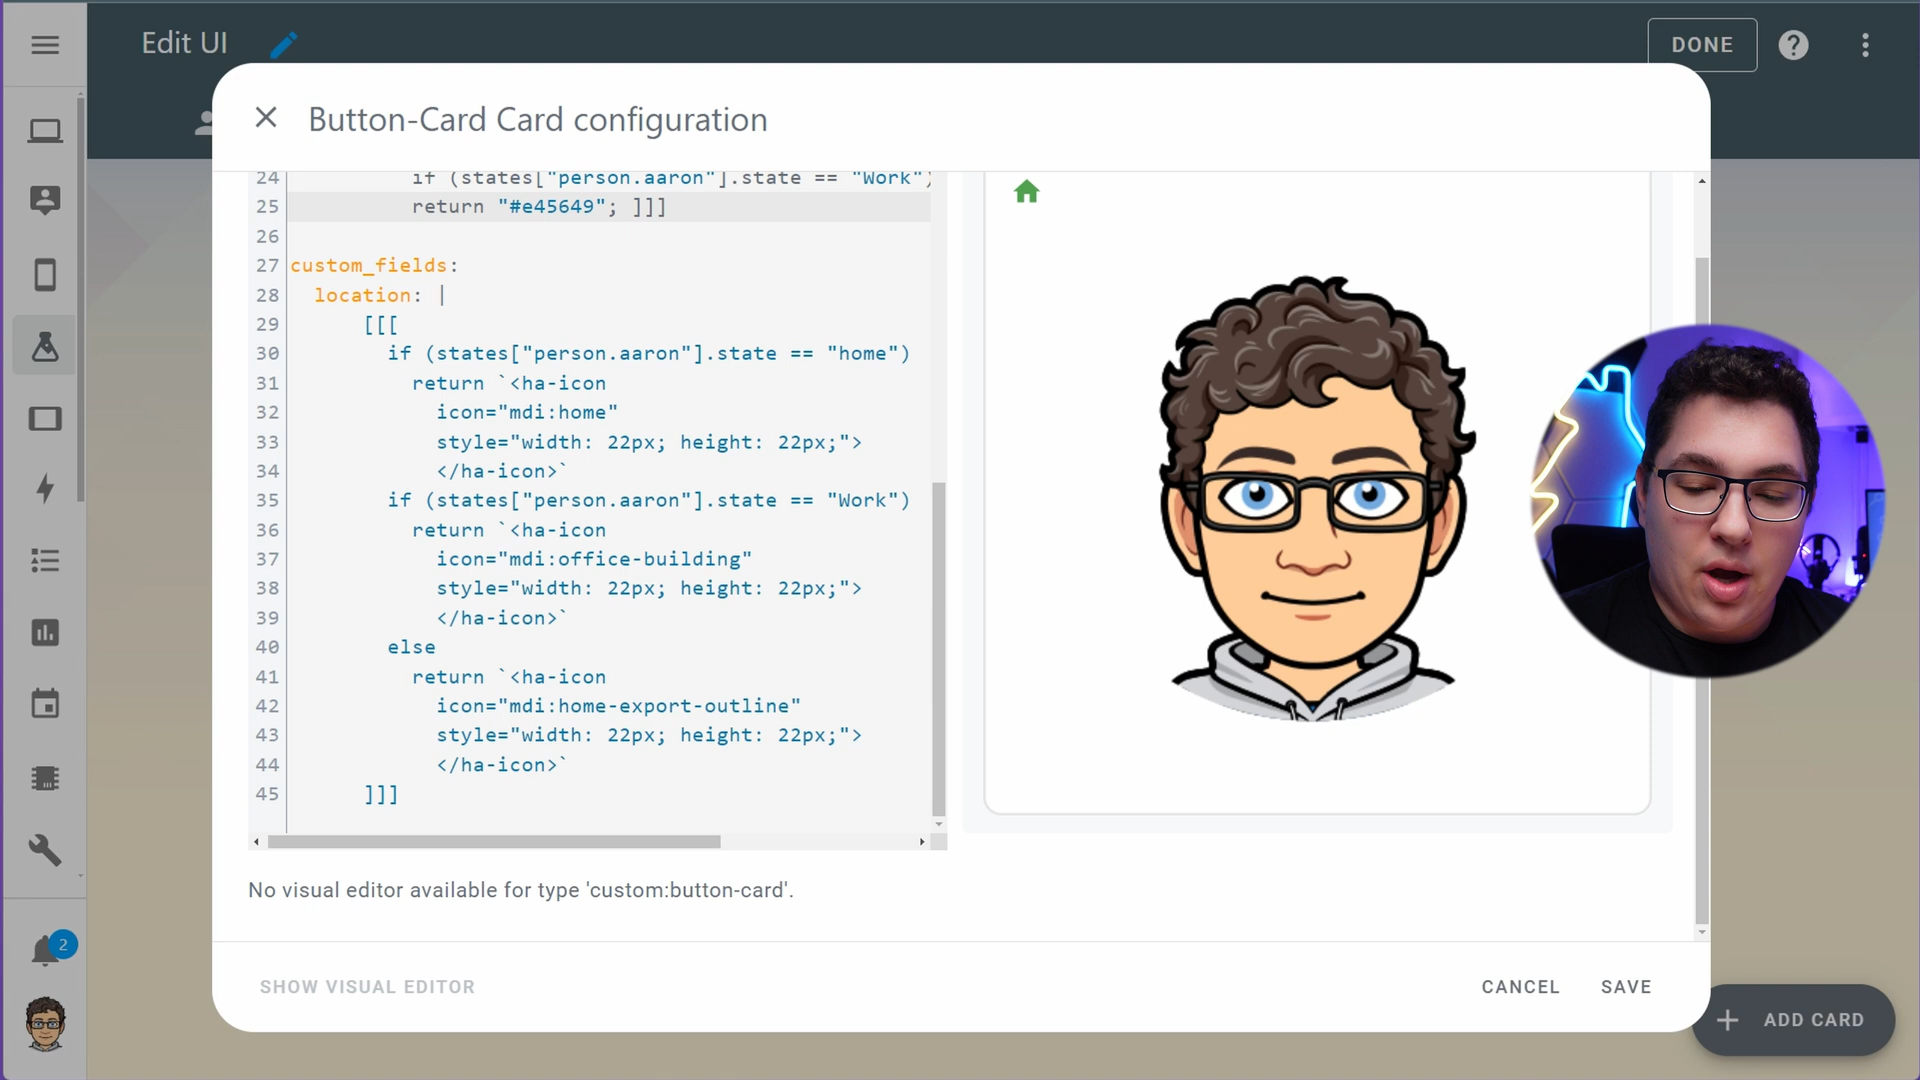 Edit UI
DONE
Button-Card Card configuration
24 if (states["person.aaron"].state == "Work")
25 return "#e45649"; ]]]
26
27 custom_fields:
28 location: |
29 [[[
30 if (states["person.aaron"].state == "home")
31 return `<ha-icon
32 icon="mdi:home"
33 style="width: 22px; height: 22px;">
34 </ha-icon>`
35 if (states["person.aaron"].state == "Work")
36 return `<ha-icon
37 icon="mdi:office-building"
38 style="width: 22px; height: 22px;">
39 </ha-icon>`
40 else
41 return `<ha-icon
42 icon="mdi:home-export-outline"
43 style="width: 22px; height: 22px;">
44 </ha-icon>`
45 ]]]
No visual editor available for type 'custom:button-card'.
2
SHOW VISUAL EDITOR
CANCEL
SAVE
ADD CARD